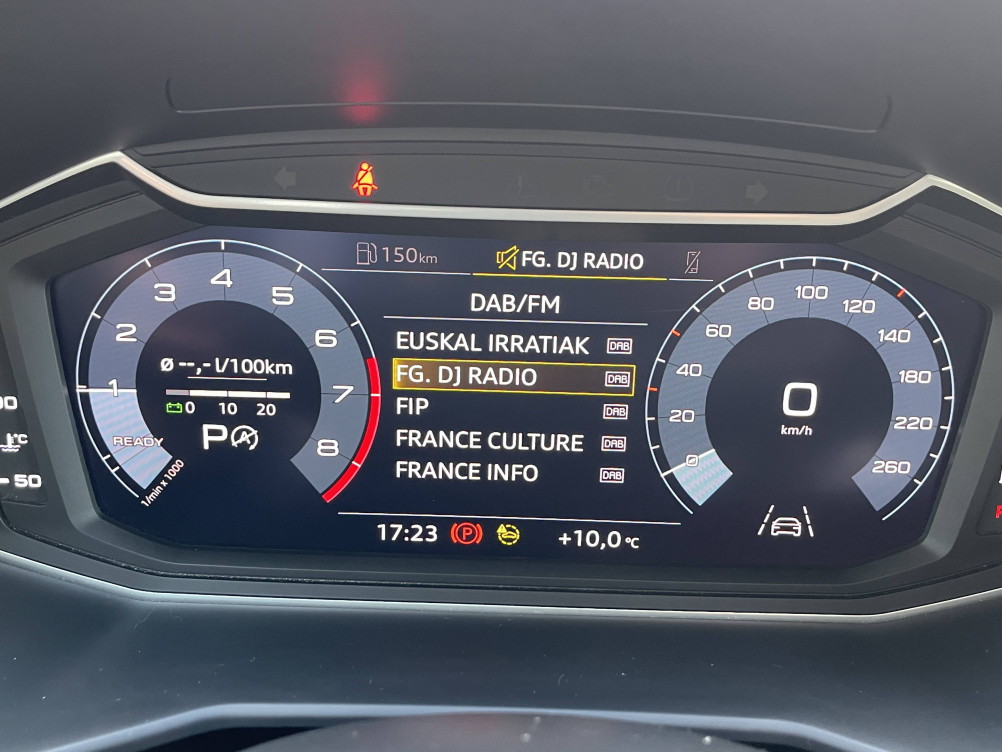 150km
FG. DJ RADIO
DAB/FM
EUSKAL IRRATIAK DAB
FG. DJ RADIO DAB
FIP DAB
FRANCE CULTURE DAB
FRANCE INFO DAB
17:23
P
+10,0 °C
READY
1
2
3
4
5
6
7
8
1/min x 1000
ø --,- l/100km
0 10 20
P A
0
20
40
60
80
100
120
140
180
220
260
0
km/h
°C
50